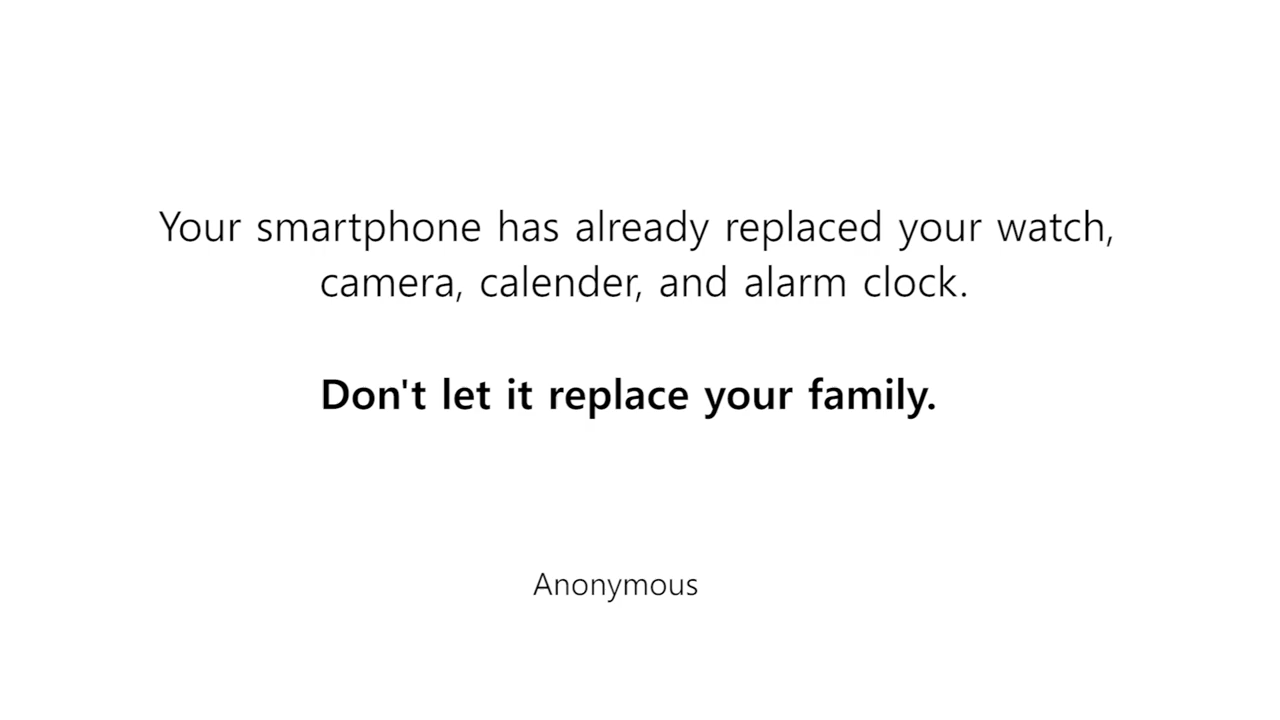 Your smartphone has already replaced your watch,
camera, calender, and alarm clock.
Don't let it replace your family.
Anonymous